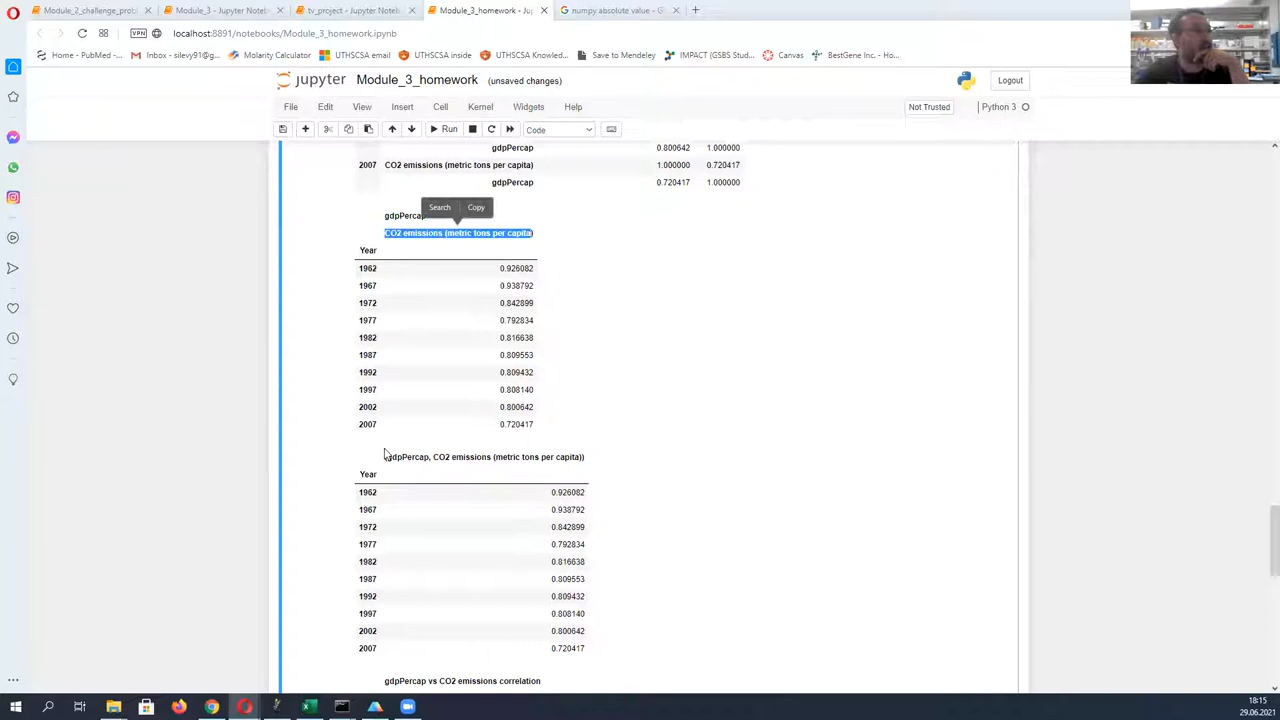 Module_2_challenge_prob
Module_3 - Jupyter Noteb
tv_project - Jupyter Noteb
Module_3_homework - Ju
numpy.absolute value - G
VPN
localhost:8891/notebooks/Module_3_homework.ipynb
Home - PubMed -...
Inbox - silevy91@g...
Molarity Calculator
UTHSCSA email
UTHSCSA Insider
UTHSCSA Knowled...
Save to Mendeley
IMPACT (GSBS Stud...
Canvas
BestGene Inc. - Ho...
jupyter Module_3_homework (unsaved changes)
Logout
File Edit View Insert Cell Kernel Widgets Help
Not Trusted
Python 3
Run
Code
gdpPercap 0.800642 1.000000
2007 CO2 emissions (metric tons per capita) 1.000000 0.720417
gdpPercap 0.720417 1.000000
Search Copy
gdpPercap
CO2 emissions (metric tons per capita)
Year
1962 0.926082
1967 0.938792
1972 0.842899
1977 0.792834
1982 0.816638
1987 0.809553
1992 0.809432
1997 0.808140
2002 0.800642
2007 0.720417
gdpPercap, CO2 emissions (metric tons per capita))
Year
1962 0.926082
1967 0.938792
1972 0.842899
1977 0.792834
1982 0.816638
1987 0.809553
1992 0.809432
1997 0.808140
2002 0.800642
2007 0.720417
gdpPercap vs CO2 emissions correlation
18:15
29.06.2021